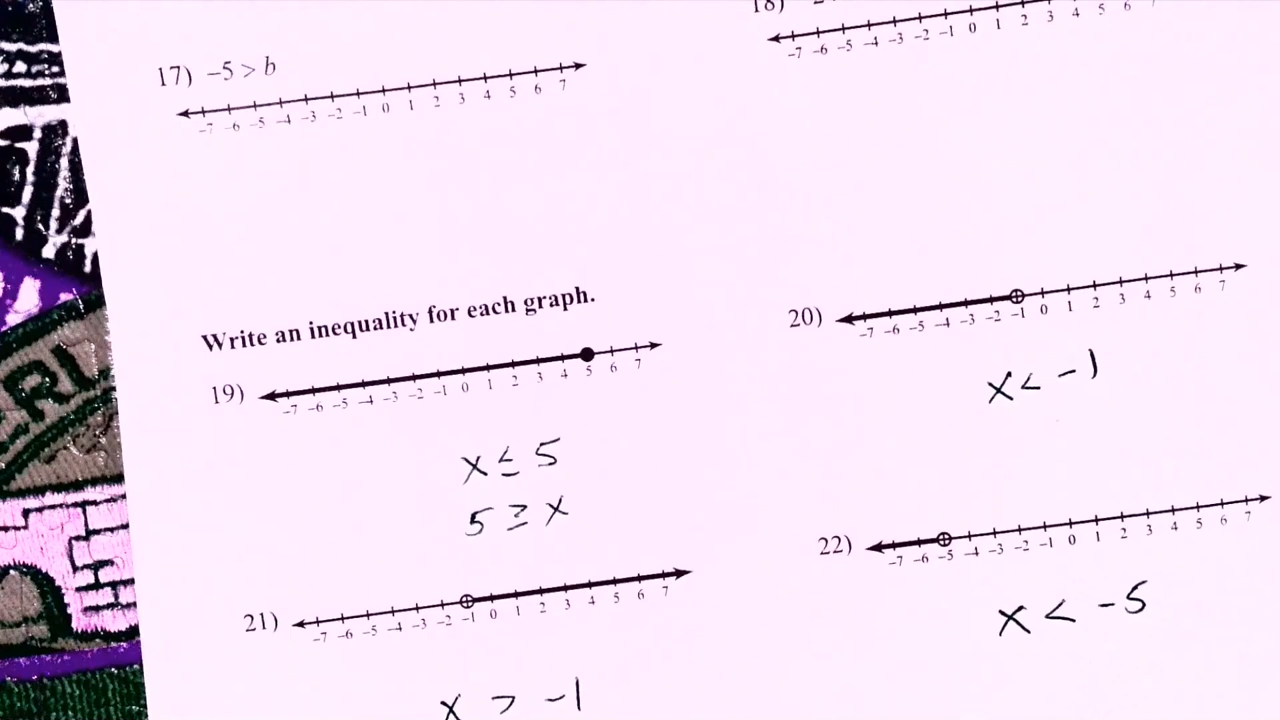 18)
-7 -6 -5 -4 -3 -2 -1 0 1 2 3 4 5 6
17) -5 > b
-7 -6 -5 -4 -3 -2 -1 0 1 2 3 4 5 6 7
Write an inequality for each graph.
19)
-7 -6 -5 -4 -3 -2 -1 0 1 2 3 4 5 6 7
x ≤ 5
5 ≥ x
20)
-7 -6 -5 -4 -3 -2 -1 0 1 2 3 4 5 6 7
x < -1
21)
-7 -6 -5 -4 -3 -2 -1 0 1 2 3 4 5 6 7
x > -1
22)
-7 -6 -5 -4 -3 -2 -1 0 1 2 3 4 5 6 7
x < -5
ERI